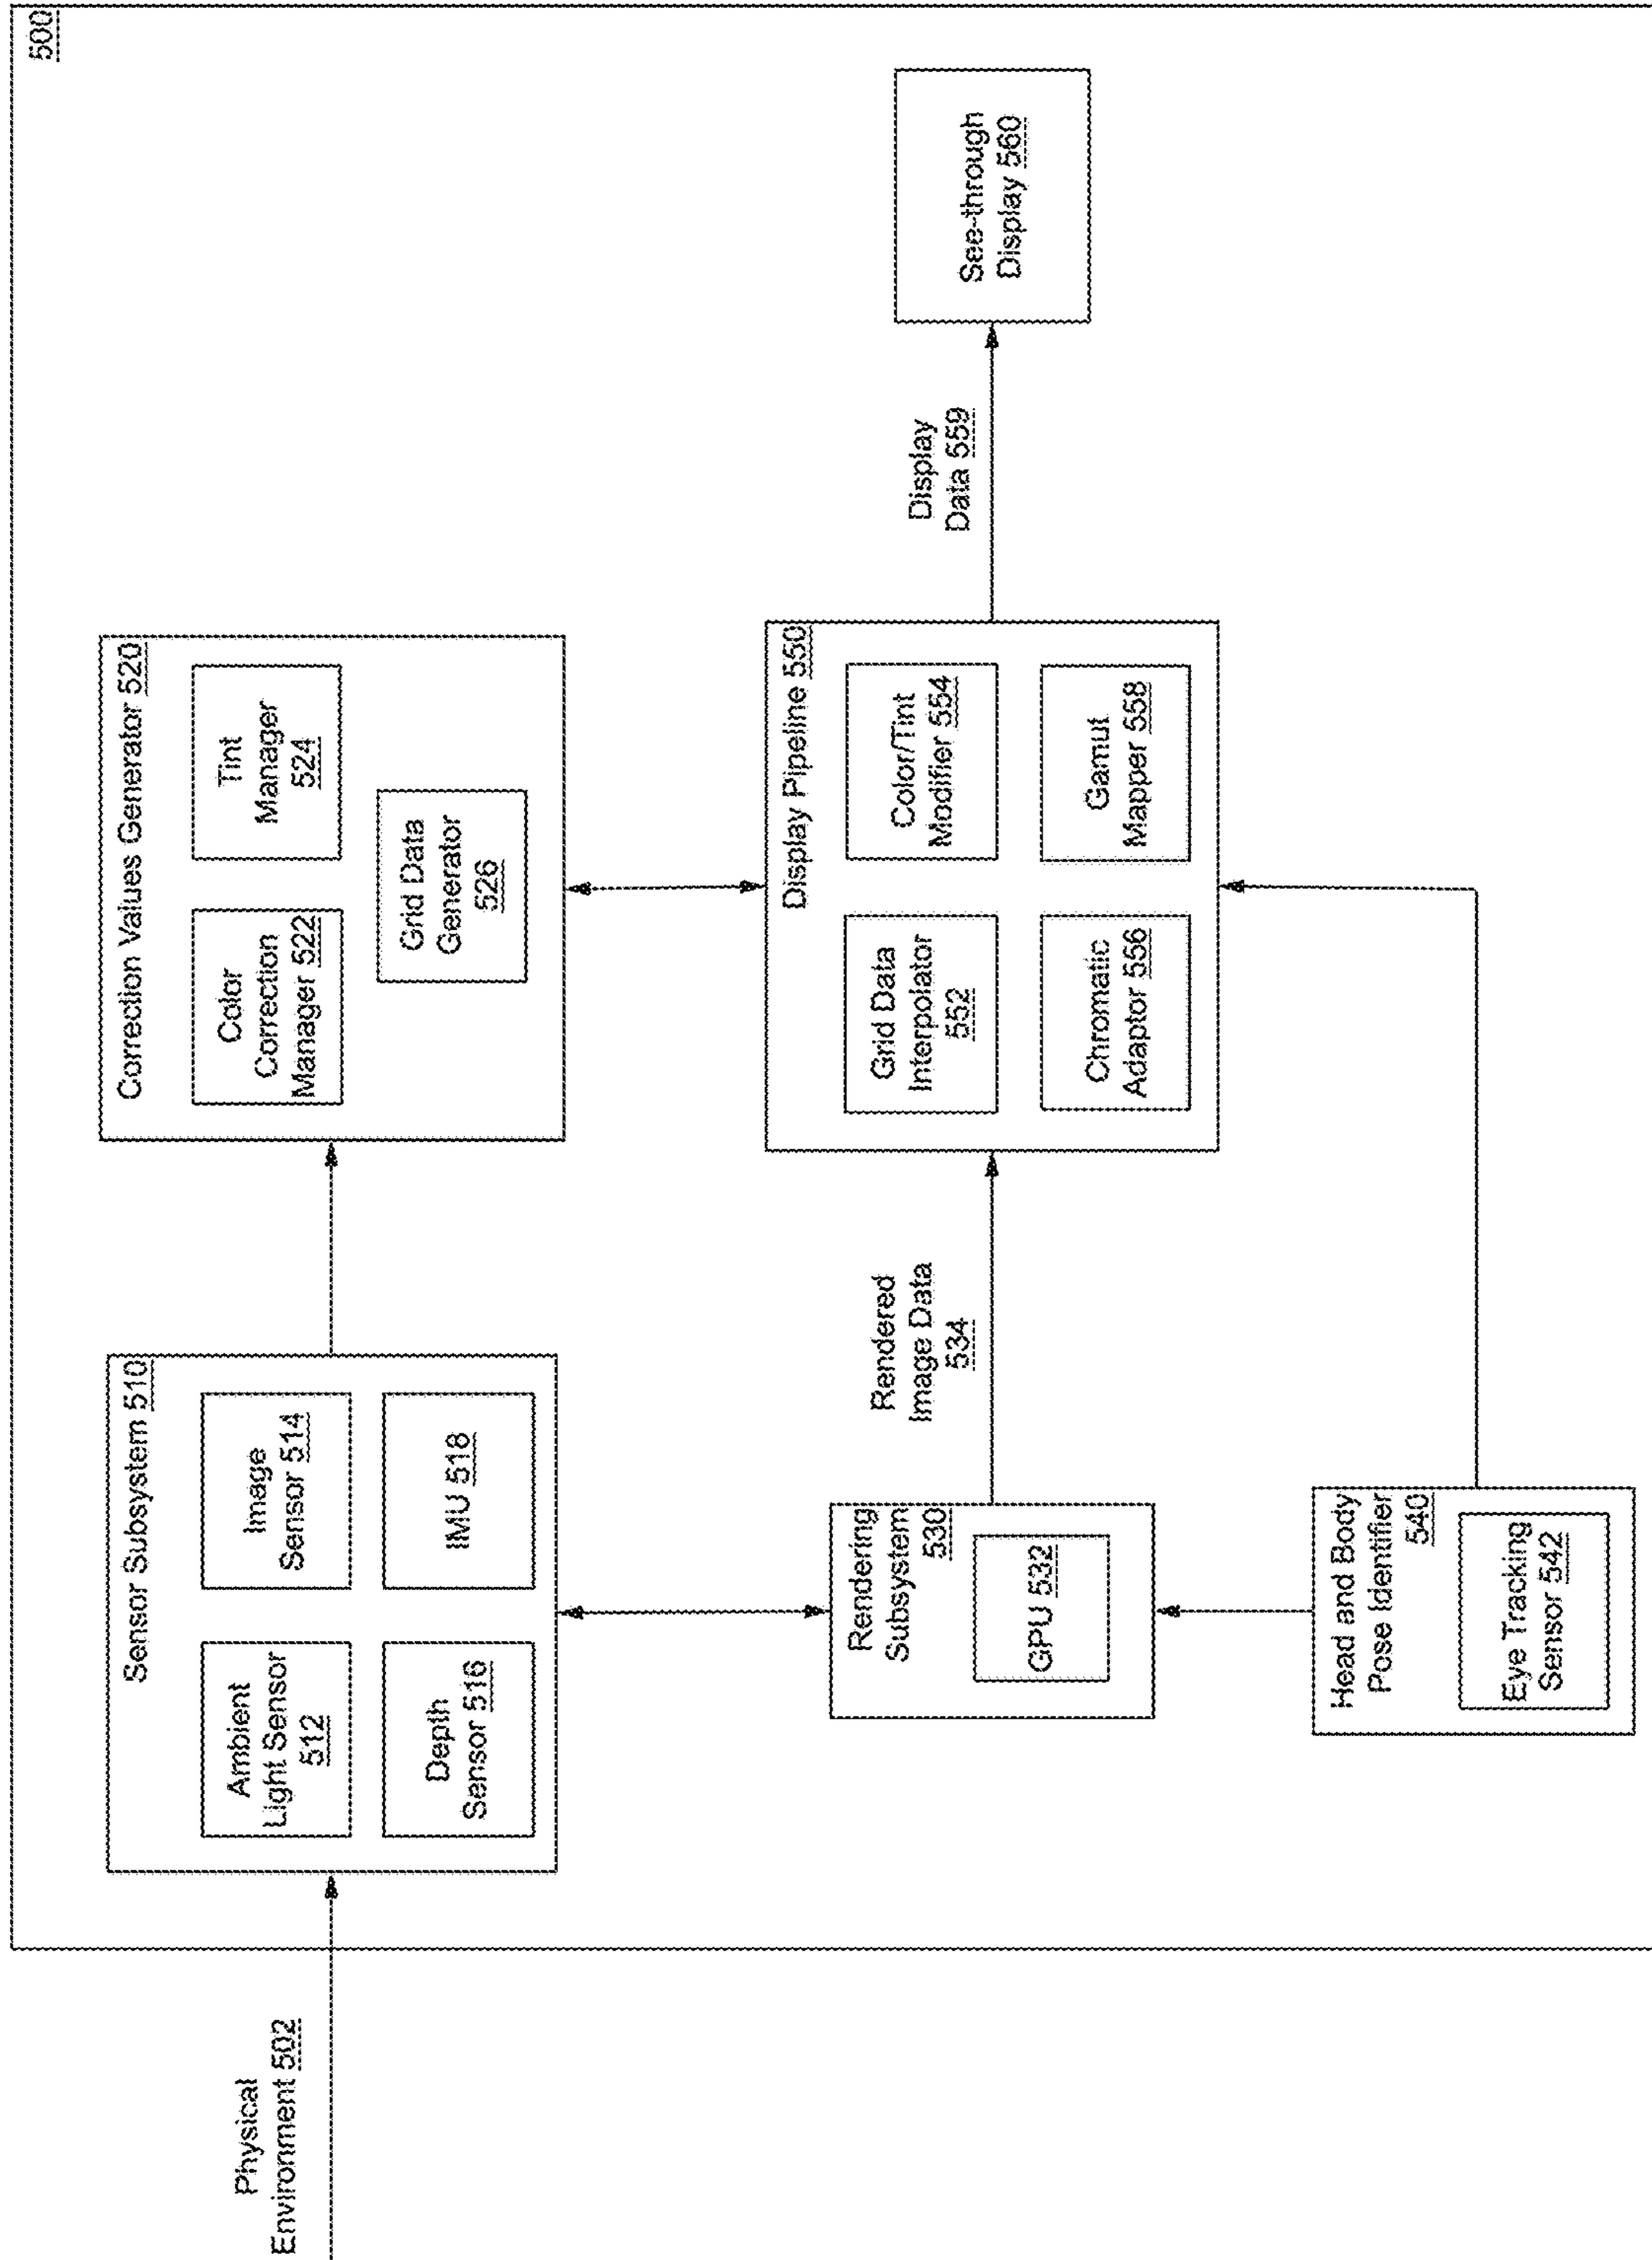 500
Physical
Environment 502
Sensor Subsystem 510
Ambient
Light Sensor
512
Image
Sensor 514
Depth
Sensor 516
IMU 518
Correction Values Generator 520
Color
Correction
Manager 522
Tint
Manager
524
Grid Data
Generator
526
Rendering
Subsystem
530
GPU 532
Rendered
Image Data
534
Display Pipeline 550
Grid Data
Interpolator
552
Color/Tint
Modifier 554
Chromatic
Adaptor 556
Gamut
Mapper 558
Display
Data 559
See-through
Display 560
Head and Body
Pose Identifier
540
Eye Tracking
Sensor 542